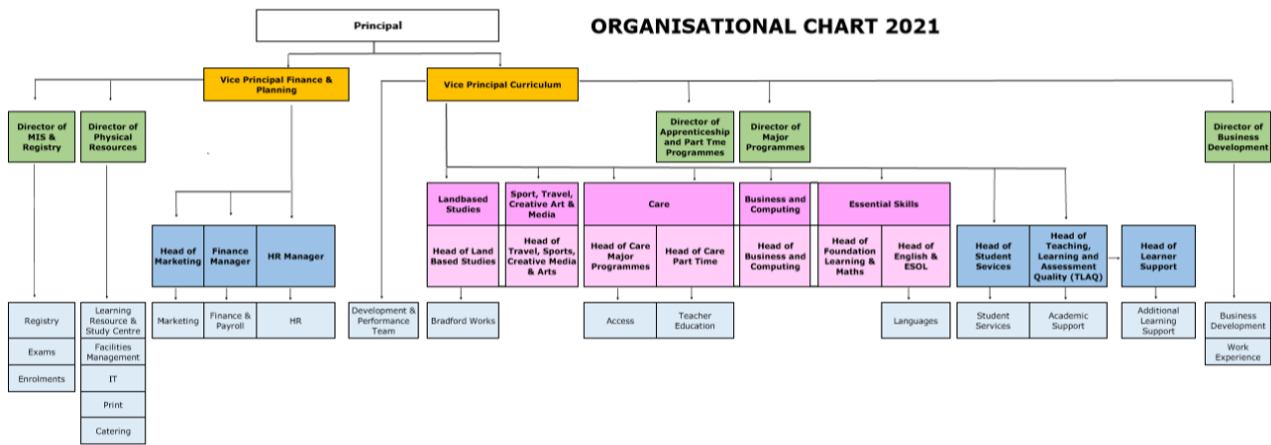 Principal
ORGANISATIONAL CHART 2021
Vice Principal Finance &
Planning
Vice Principal Curriculum
Director of
MIS &
Registry
Director of
Physical
Resources
Director of
Apprenticeship
and Part Tme
Programmes
Director of
Major
Programmes
Director of
Business
Development
Landbased
Studies
Sport, Travel,
Creative Art &
Media
Care
Business and
Computing
Essential Skills
Head of
Marketing
Finance
Manager
HR Manager
Head of Land
Based Studies
Head of
Travel, Sports,
Creative Media
& Arts
Head of Care
Major
Programmes
Head of Care
Part Time
Head of
Business and
Computing
Head of
Foundation
Learning &
Maths
Head of
English &
ESOL
Head of
Student
Sevices
Head of
Teaching,
Learning and
Assessment
Quality (TLAQ)
Head of
Learner
Support
Registry
Exams
Enrolments
Learning
Resource &
Study Centre
Facilities
Management
IT
Print
Catering
Marketing
Finance &
Payroll
HR
Development &
Performance
Team
Bradford Works
Access
Teacher
Education
Languages
Student
Services
Academic
Support
Additional
Learning
Support
Business
Development
Work
Experience